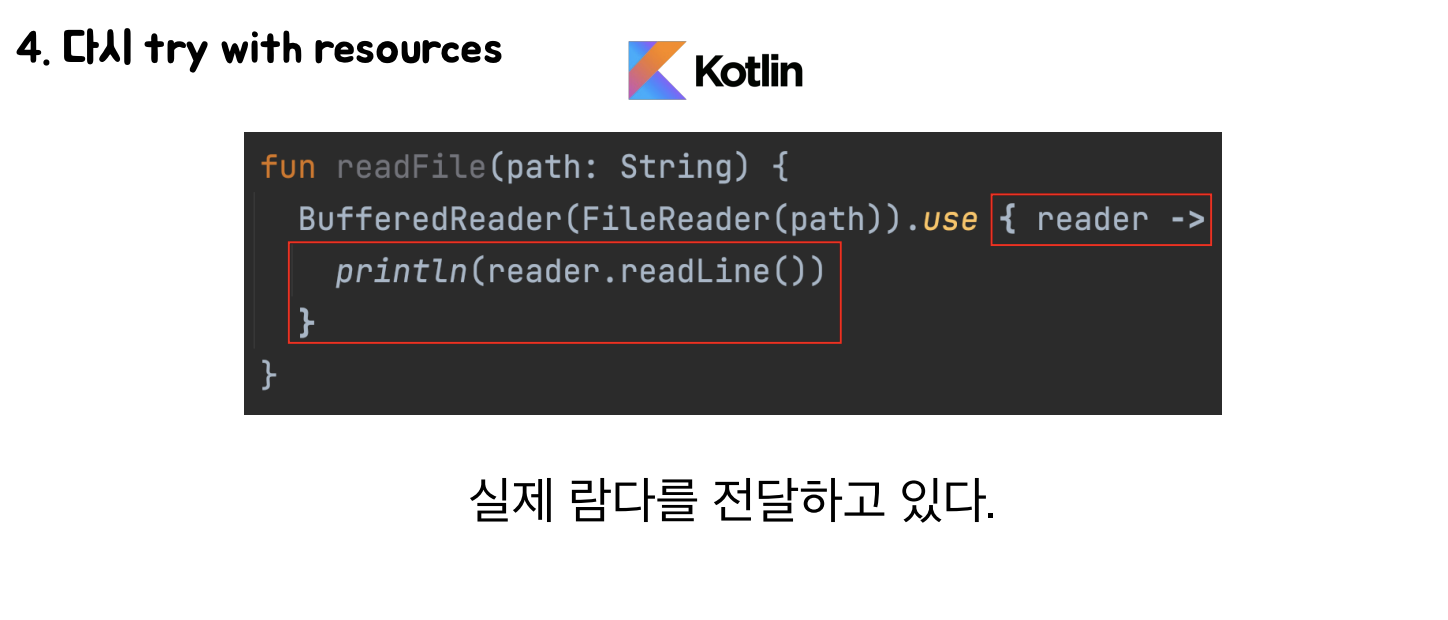 4. 다시 try with resources
Kotlin
fun readFile(path: String) {
BufferedReader(FileReader(path)).use { reader ->
println(reader.readLine())
}
}
실제 람다를 전달하고 있다.